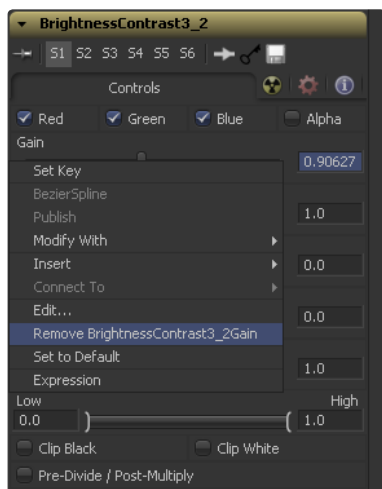 BrightnessContrast3_2
S1 S2 S3 S4 S5 S6
Controls
Red Green Blue Alpha
Gain
0.90627
Set Key
BezierSpline
Publish
1.0
Modify With
Insert
0.0
Connect To
Edit...
0.0
Remove BrightnessContrast3_2Gain
Set to Default
1.0
Expression
Low High
0.0 1.0
Clip Black Clip White
Pre-Divide / Post-Multiply